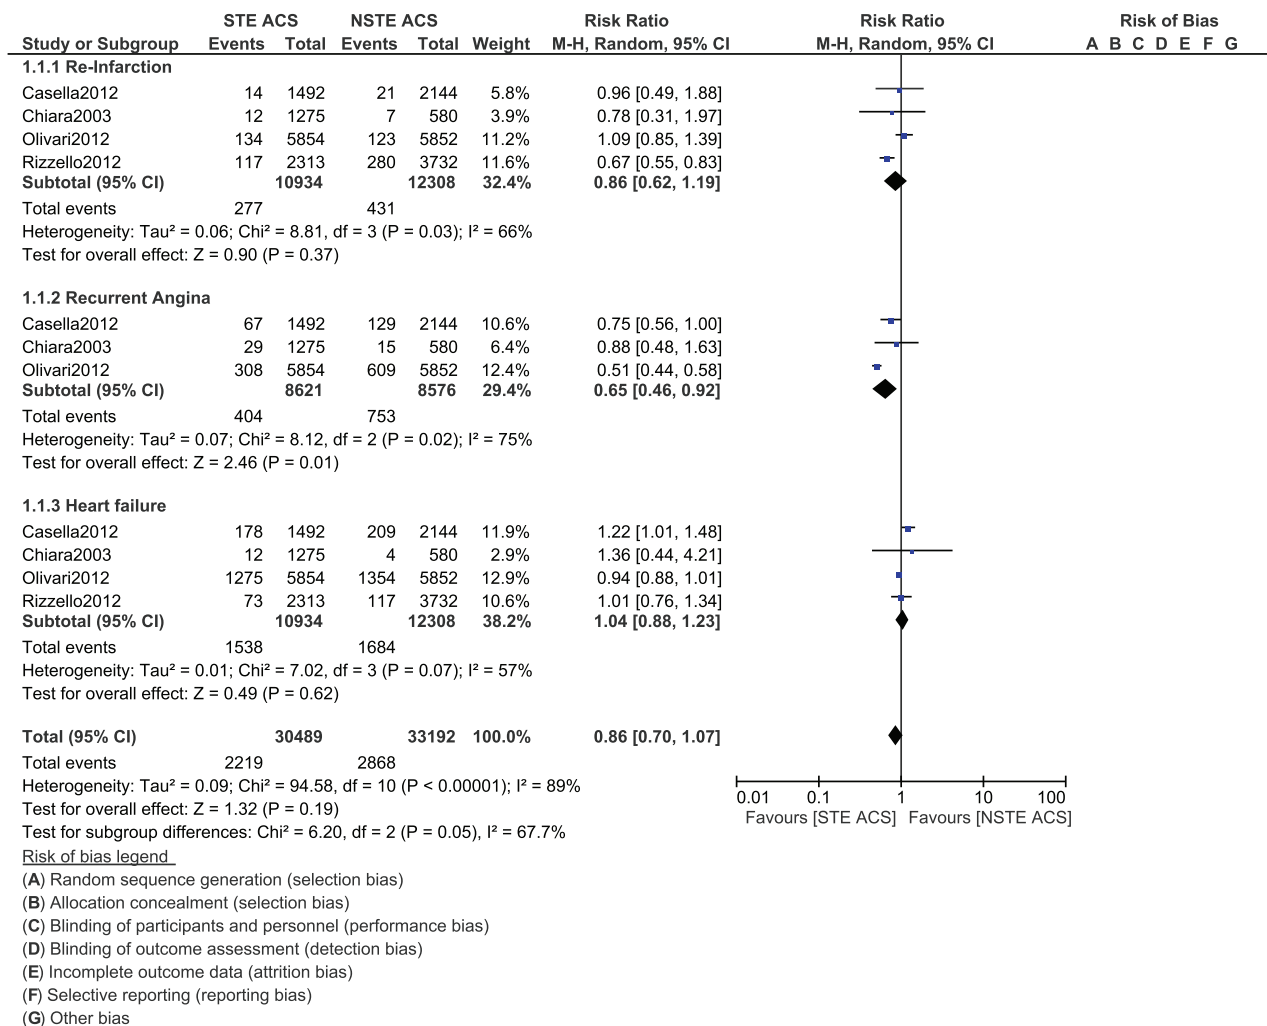 STE ACS NSTE ACS Risk Ratio Risk Ratio Risk of Bias
Study or Subgroup Events Total Events Total Weight M-H, Random, 95% CI M-H, Random, 95% CI A B C D E F G
1.1.1 Re-Infarction
Casella2012 14 1492 21 2144 5.8% 0.96 [0.49, 1.88]
Chiara2003 12 1275 7 580 3.9% 0.78 [0.31, 1.97]
Olivari2012 134 5854 123 5852 11.2% 1.09 [0.85, 1.39]
Rizzello2012 117 2313 280 3732 11.6% 0.67 [0.55, 0.83]
Subtotal (95% CI) 10934 12308 32.4% 0.86 [0.62, 1.19]
Total events 277 431
Heterogeneity: Tau² = 0.06; Chi² = 8.81, df = 3 (P = 0.03); I² = 66%
Test for overall effect: Z = 0.90 (P = 0.37)
1.1.2 Recurrent Angina
Casella2012 67 1492 129 2144 10.6% 0.75 [0.56, 1.00]
Chiara2003 29 1275 15 580 6.4% 0.88 [0.48, 1.63]
Olivari2012 308 5854 609 5852 12.4% 0.51 [0.44, 0.58]
Subtotal (95% CI) 8621 8576 29.4% 0.65 [0.46, 0.92]
Total events 404 753
Heterogeneity: Tau² = 0.07; Chi² = 8.12, df = 2 (P = 0.02); I² = 75%
Test for overall effect: Z = 2.46 (P = 0.01)
1.1.3 Heart failure
Casella2012 178 1492 209 2144 11.9% 1.22 [1.01, 1.48]
Chiara2003 12 1275 4 580 2.9% 1.36 [0.44, 4.21]
Olivari2012 1275 5854 1354 5852 12.9% 0.94 [0.88, 1.01]
Rizzello2012 73 2313 117 3732 10.6% 1.01 [0.76, 1.34]
Subtotal (95% CI) 10934 12308 38.2% 1.04 [0.88, 1.23]
Total events 1538 1684
Heterogeneity: Tau² = 0.01; Chi² = 7.02, df = 3 (P = 0.07); I² = 57%
Test for overall effect: Z = 0.49 (P = 0.62)
Total (95% CI) 30489 33192 100.0% 0.86 [0.70, 1.07]
Total events 2219 2868
Heterogeneity: Tau² = 0.09; Chi² = 94.58, df = 10 (P < 0.00001); I² = 89%
Test for overall effect: Z = 1.32 (P = 0.19)
Test for subgroup differences: Chi² = 6.20, df = 2 (P = 0.05), I² = 67.7%
0.01 0.1 1 10 100
Favours [STE ACS] Favours [NSTE ACS]
Risk of bias legend
(A) Random sequence generation (selection bias)
(B) Allocation concealment (selection bias)
(C) Blinding of participants and personnel (performance bias)
(D) Blinding of outcome assessment (detection bias)
(E) Incomplete outcome data (attrition bias)
(F) Selective reporting (reporting bias)
(G) Other bias